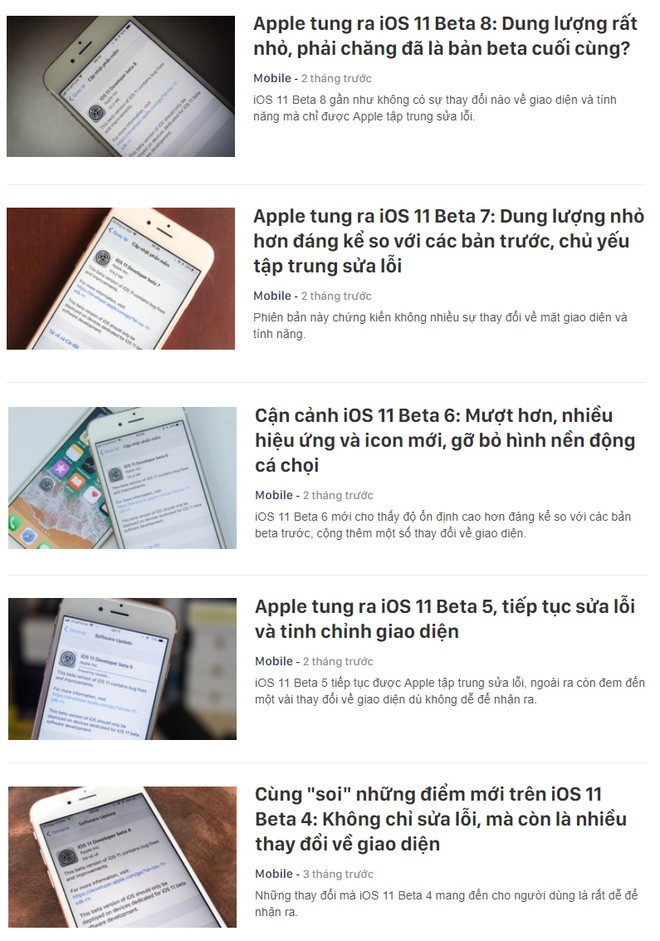 Apple tung ra iOS 11 Beta 8: Dung lượng rất
nhỏ, phải chăng đã là bản beta cuối cùng?
Mobile - 2 tháng trước
iOS 11 Beta 8 gần như không có sự thay đổi nào về giao diện và tính
năng mà chỉ được Apple tập trung sửa lỗi.
Apple tung ra iOS 11 Beta 7: Dung lượng nhỏ
hơn đáng kể so với các bản trước, chủ yếu
tập trung sửa lỗi
Mobile - 2 tháng trước
Phiên bản này chứng kiến không nhiều sự thay đổi về mặt giao diện và
tính năng.
Cận cảnh iOS 11 Beta 6: Mượt hơn, nhiều
hiệu ứng và icon mới, gỡ bỏ hình nền động
cá chọi
Mobile - 2 tháng trước
iOS 11 Beta 6 mới cho thấy độ ổn định cao hơn đáng kể so với các bản
beta trước, cộng thêm một số thay đổi về giao diện.
Apple tung ra iOS 11 Beta 5, tiếp tục sửa lỗi
và tinh chỉnh giao diện
Mobile - 2 tháng trước
iOS 11 Beta 5 tiếp tục được Apple tập trung sửa lỗi, ngoài ra còn đem đến
một vài thay đổi về giao diện dù không dễ để nhận ra.
Cùng "soi" những điểm mới trên iOS 11
Beta 4: Không chỉ sửa lỗi, mà còn là nhiều
thay đổi về giao diện
Mobile - 3 tháng trước
Những thay đổi mà iOS 11 Beta 4 mang đến cho người dùng là rất dễ để
nhận ra.